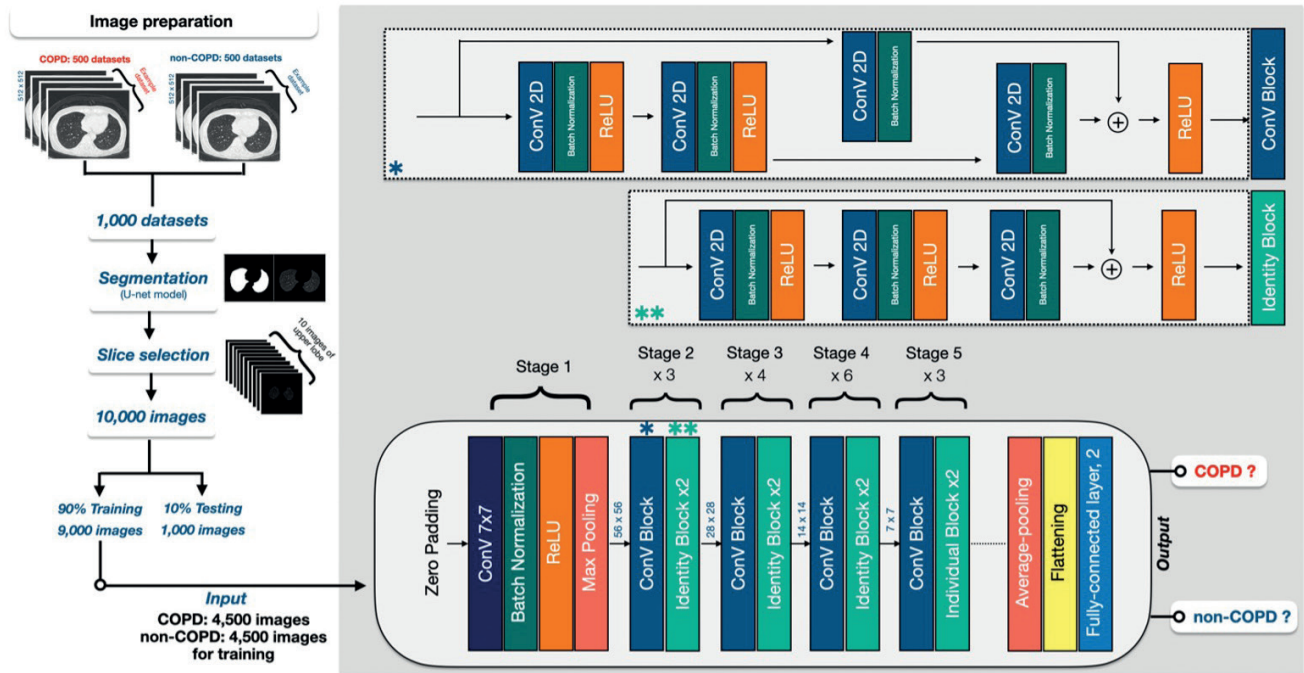 Image preparation
COPD: 500 datasets
non-COPD: 500 datasets
512 x 512
Example dataset
512 x 512
Example dataset
1,000 datasets
Segmentation
(U-net model)
Slice selection
10 images of upper lobe
10,000 images
90% Training
9,000 images
10% Testing
1,000 images
Input
COPD: 4,500 images
non-COPD: 4,500 images
for training
*
ConV 2D
Batch Normalization
ReLU
ConV 2D
Batch Normalization
ReLU
ConV 2D
Batch Normalization
ConV 2D
Batch Normalization
+
ReLU
ConV Block
**
ConV 2D
Batch Normalization
ReLU
ConV 2D
Batch Normalization
ReLU
ConV 2D
Batch Normalization
+
ReLU
Identity Block
Stage 1
Stage 2
x 3
Stage 3
x 4
Stage 4
x 6
Stage 5
x 3
Zero Padding
ConV 7x7
Batch Normalization
ReLU
Max Pooling
56 x 56
*
ConV Block
**
Identity Block x2
28 x 28
ConV Block
Identity Block x2
14 x 14
ConV Block
Identity Block x2
7 x 7
ConV Block
Individual Block x2
Average-pooling
Flattening
Fully-connected layer, 2
Output
COPD ?
non-COPD ?